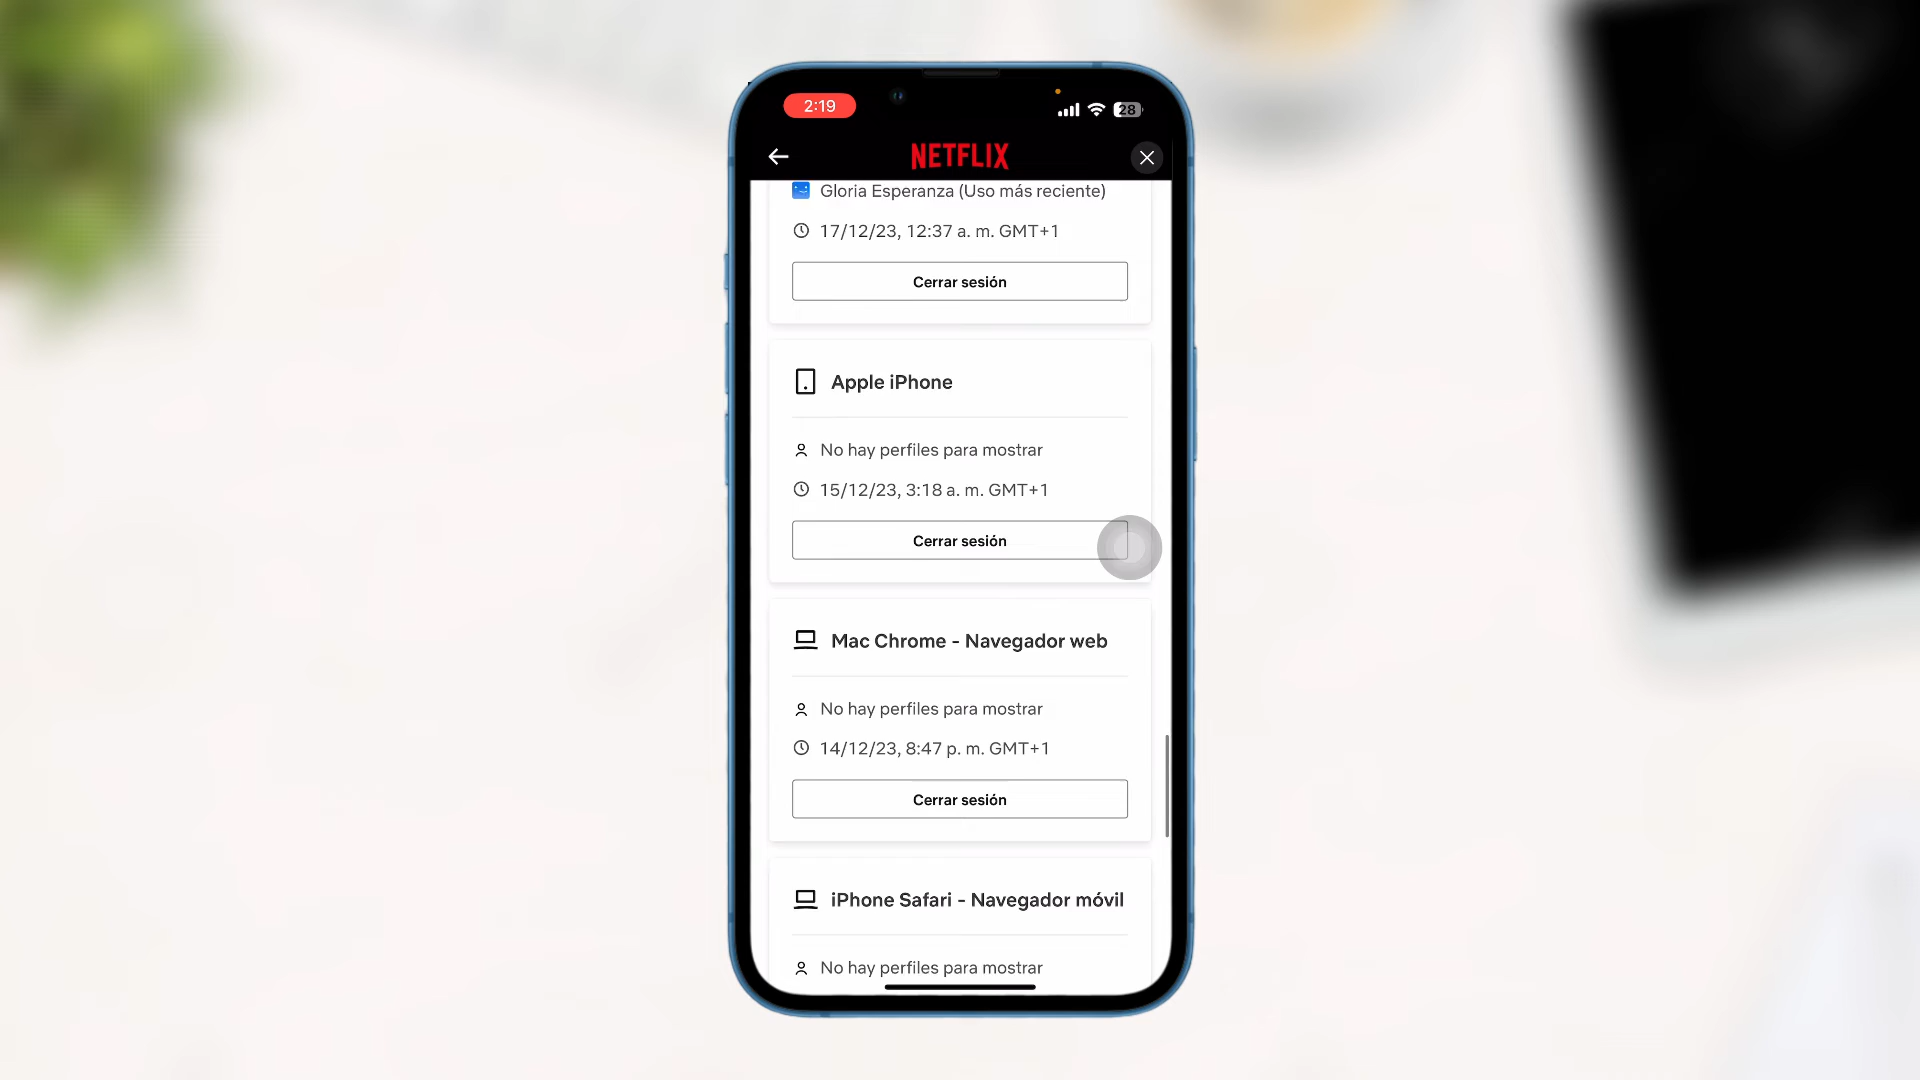 2:19
28
NETFLIX
Gloria Esperanza (Uso más reciente)
17/12/23, 12:37 a. m. GMT+1
Cerrar sesión
Apple iPhone
No hay perfiles para mostrar
15/12/23, 3:18 a. m. GMT+1
Cerrar sesión
Mac Chrome - Navegador web
No hay perfiles para mostrar
14/12/23, 8:47 p. m. GMT+1
Cerrar sesión
iPhone Safari - Navegador móvil
No hay perfiles para mostrar